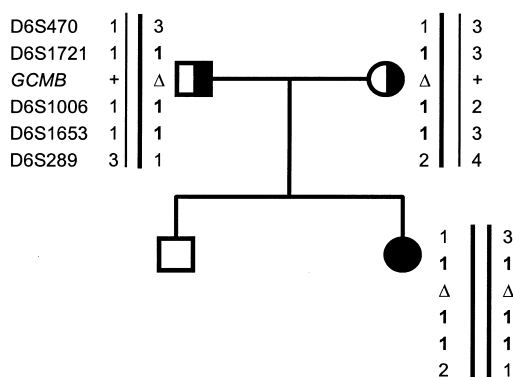 D6S470 1 3 1 3
D6S1721 1 1 1 3
GCMB + Δ Δ +
D6S1006 1 1 1 2
D6S1653 1 1 1 3
D6S289 3 1 2 4
1 3
1 1
Δ Δ
1 1
1 1
2 1